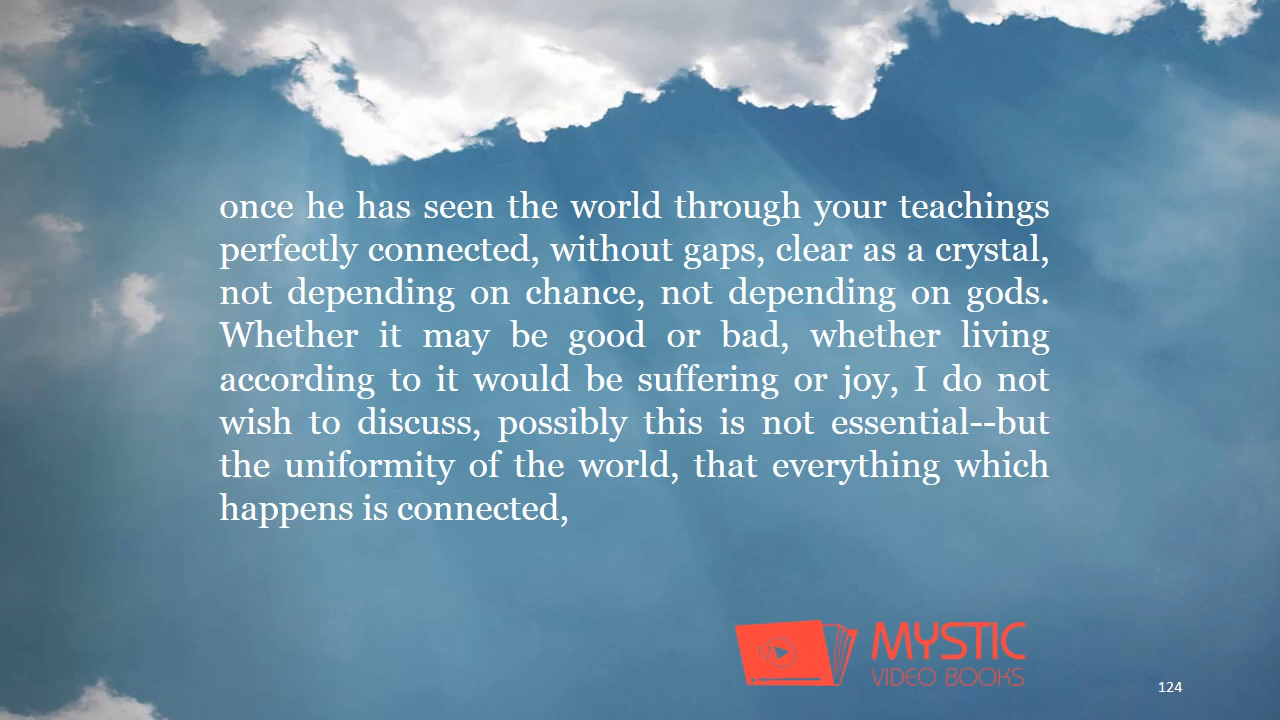 once he has seen the world through your teachings
perfectly connected, without gaps, clear as a crystal,
not depending on chance, not depending on gods.
Whether it may be good or bad, whether living
according to it would be suffering or joy, I do not
wish to discuss, possibly this is not essential--but
the uniformity of the world, that everything which
happens is connected,
MYSTIC
VIDEO BOOKS
124